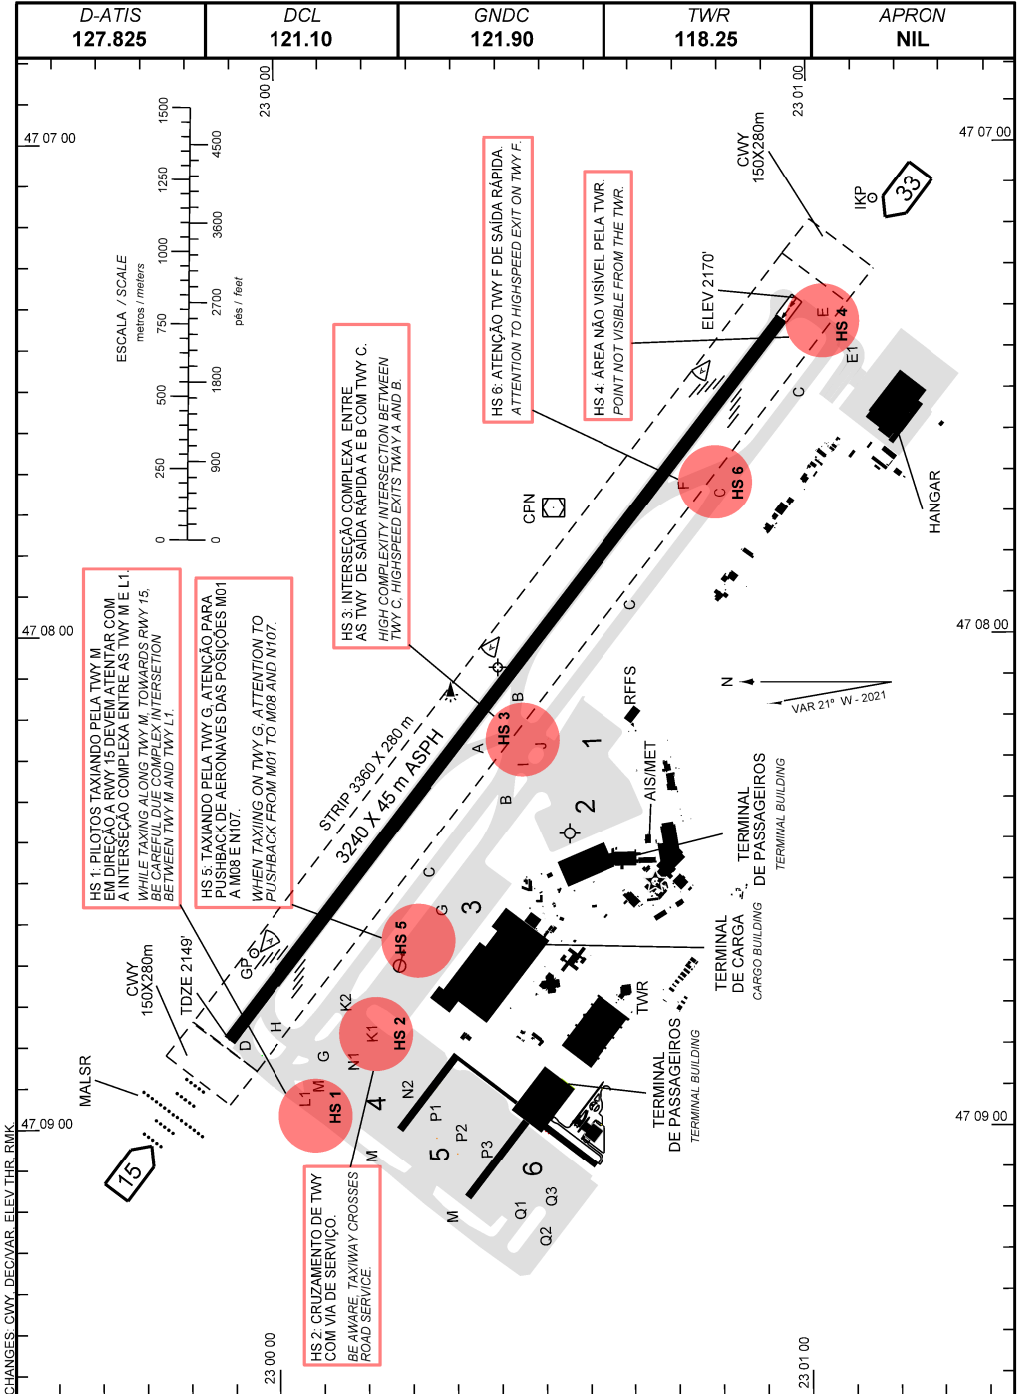 D-ATIS
127.825
DCL
121.10
GNDC
121.90
TWR
118.25
APRON
NIL
23 00 00
23 01 00
47 07 00
47 07 00
47 08 00
47 08 00
47 09 00
47 09 00
23 00 00
23 01 00
ESCALA / SCALE
metros / meters
0
250
500
750
1000
1250
1500
0
900
1800
2700
3600
4500
pés / feet
HS 1: PILOTOS TAXIANDO PELA TWY M
EM DIREÇÃO A RWY 15 DEVEM ATENTAR COM
A INTERSEÇÃO COMPLEXA ENTRE AS TWY M E L1.
WHILE TAXING ALONG TWY M, TOWARDS RWY 15,
BE CAREFUL DUE COMPLEX INTERSETION
BETWEEN TWY M AND TWY L1.
HS 5: TAXIANDO PELA TWY G, ATENÇÃO PARA
PUSHBACK DE AERONAVES DAS POSIÇÕES M01
A M08 E N107.
WHEN TAXIING ON TWY G, ATTENTION TO
PUSHBACK FROM M01 TO M08 AND N107.
HS 3: INTERSEÇÃO COMPLEXA ENTRE
AS TWY DE SAÍDA RÁPIDA A E B COM TWY C.
HIGH COMPLEXITY INTERSECTION BETWEEN
TWY C, HIGHSPEED EXITS TWAY A AND B.
HS 6: ATENÇÃO TWY F DE SAÍDA RÁPIDA.
ATTENTION TO HIGHSPEED EXIT ON TWY F.
HS 4: ÁREA NÃO VISÍVEL PELA TWR.
POINT NOT VISIBLE FROM THE TWR.
HS 2: CRUZAMENTO DE TWY
COM VIA DE SERVIÇO.
BE AWARE, TAXIWAY CROSSES
ROAD SERVICE.
CWY
150X280m
IKP
33
ELEV 2170'
E
HS 4
E1
C
HANGAR
F
C
HS 6
CPN
C
A
A
A
STRIP 3360 X 280 m
3240 X 45 m ASPH
B
HS 3
A
I
J
B
1
2
RFFS
N
VAR 21° W - 2021
AIS/MET
TERMINAL
DE PASSAGEIROS
TERMINAL BUILDING
TERMINAL
DE CARGA
CARGO BUILDING
TWR
TERMINAL
DE PASSAGEIROS
TERMINAL BUILDING
C
G
3
HS 5
GP
CWY
150X280m
TDZE 2149'
MALSR
15
D
H
K2
K1
HS 2
G
N1
L1
M
HS 1
4
N2
M
P1
P2
P3
5
6
M
Q1
Q2
Q3
CHANGES: CWY, DEC/VAR, ELEV THR, RMK.